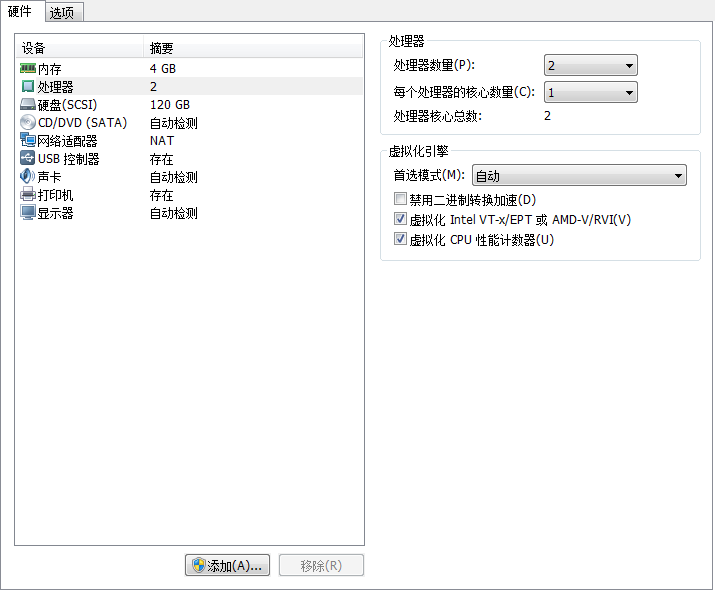 硬件 选项
设备 摘要
内存 4 GB
处理器 2
硬盘(SCSI) 120 GB
CD/DVD (SATA) 自动检测
网络适配器 NAT
USB 控制器 存在
声卡 自动检测
打印机 存在
显示器 自动检测
添加(A)... 移除(R)
处理器
处理器数量(P): 2
每个处理器的核心数量(C): 1
处理器核心总数: 2
虚拟化引擎
首选模式(M): 自动
禁用二进制转换加速(D)
虚拟化 Intel VT-x/EPT 或 AMD-V/RVI(V)
虚拟化 CPU 性能计数器(U)